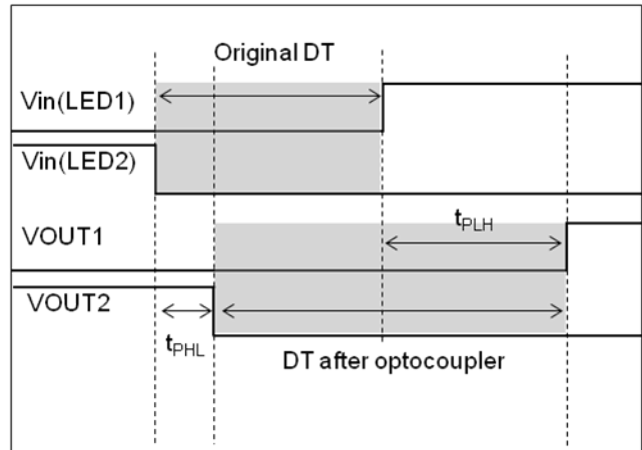 Original DT
Vin(LED1)
Vin(LED2)
VOUT1
tPLH
VOUT2
tPHL
DT after optocoupler